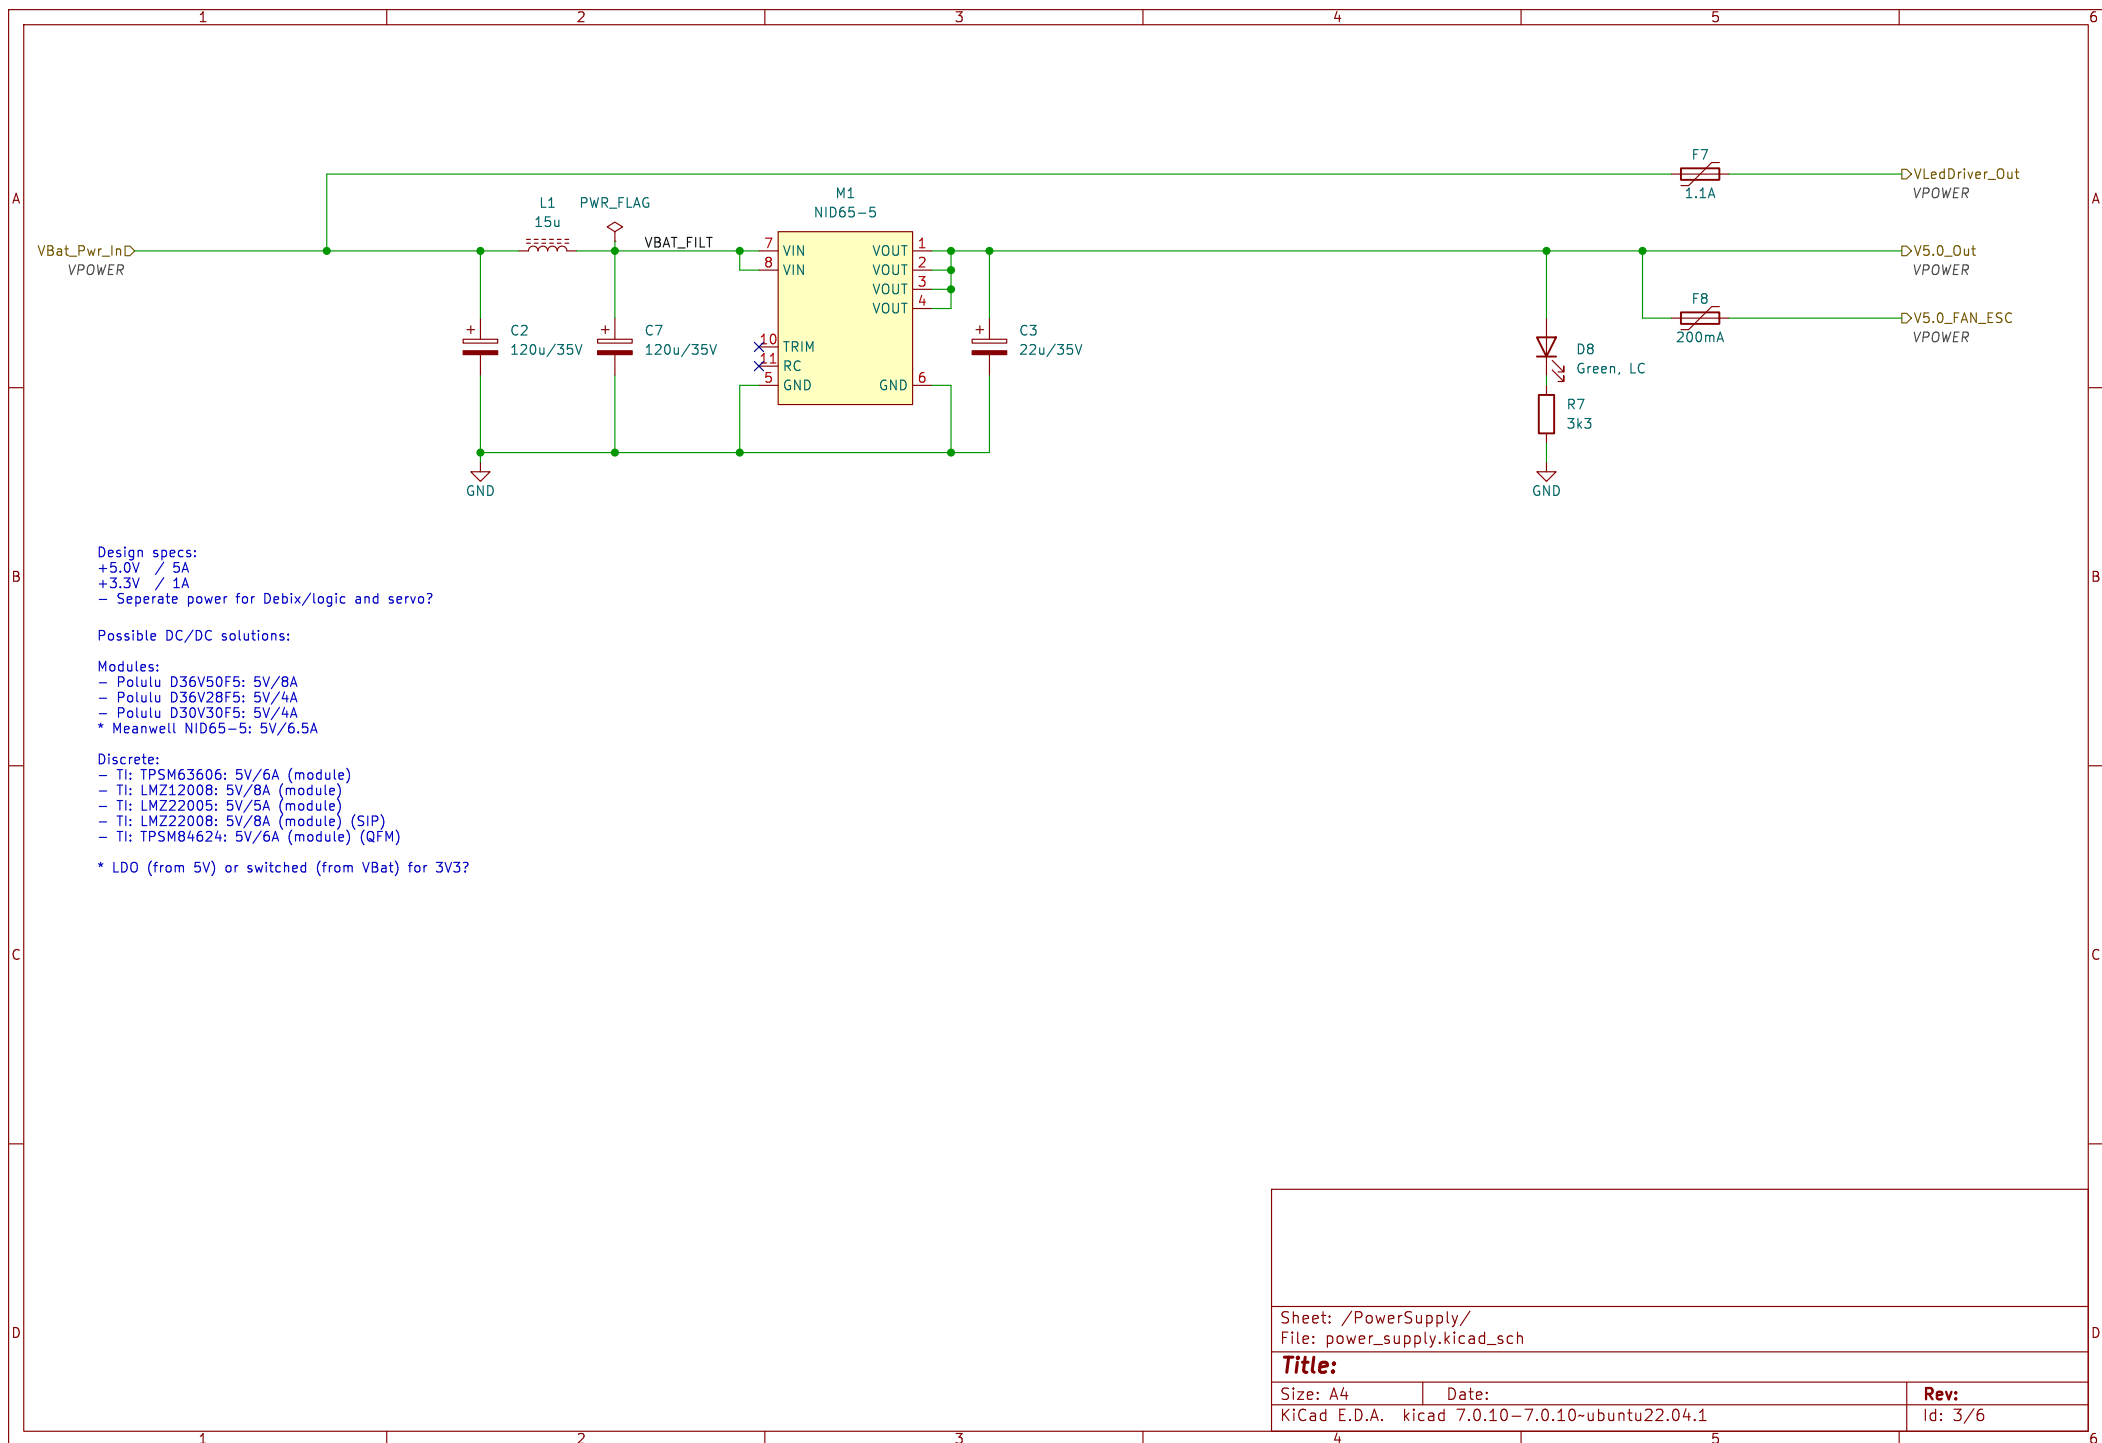 1 2 3 4 5 6
A
B
C
D
A
B
C
D
F7
1.1A
VLedDriver_Out
VPOWER
M1
NID65-5
L1
15u
PWR_FLAG
VBAT_FILT
VBat_Pwr_In
VPOWER
7 VIN
8 VIN
10 TRIM
11 RC
5 GND
VOUT 1
VOUT 2
VOUT 3
VOUT 4
GND 6
V5.0_Out
VPOWER
F8
200mA
V5.0_FAN_ESC
VPOWER
+ C2
120u/35V
+ C7
120u/35V
+ C3
22u/35V
D8
Green, LC
R7
3k3
GND
GND
Design specs:
+5.0V / 5A
+3.3V / 1A
- Seperate power for Debix/logic and servo?
Possible DC/DC solutions:
Modules:
- Polulu D36V50F5: 5V/8A
- Polulu D36V28F5: 5V/4A
- Polulu D30V30F5: 5V/4A
* Meanwell NID65-5: 5V/6.5A
Discrete:
- TI: TPSM63606: 5V/6A (module)
- TI: LMZ12008: 5V/8A (module)
- TI: LMZ22005: 5V/5A (module)
- TI: LMZ22008: 5V/8A (module) (SIP)
- TI: TPSM84624: 5V/6A (module) (QFM)
* LDO (from 5V) or switched (from VBat) for 3V3?
Sheet: /PowerSupply/
File: power_supply.kicad_sch
Title:
Size: A4 Date: Rev:
KiCad E.D.A. kicad 7.0.10-7.0.10~ubuntu22.04.1 Id: 3/6
1 2 3 4 5 6